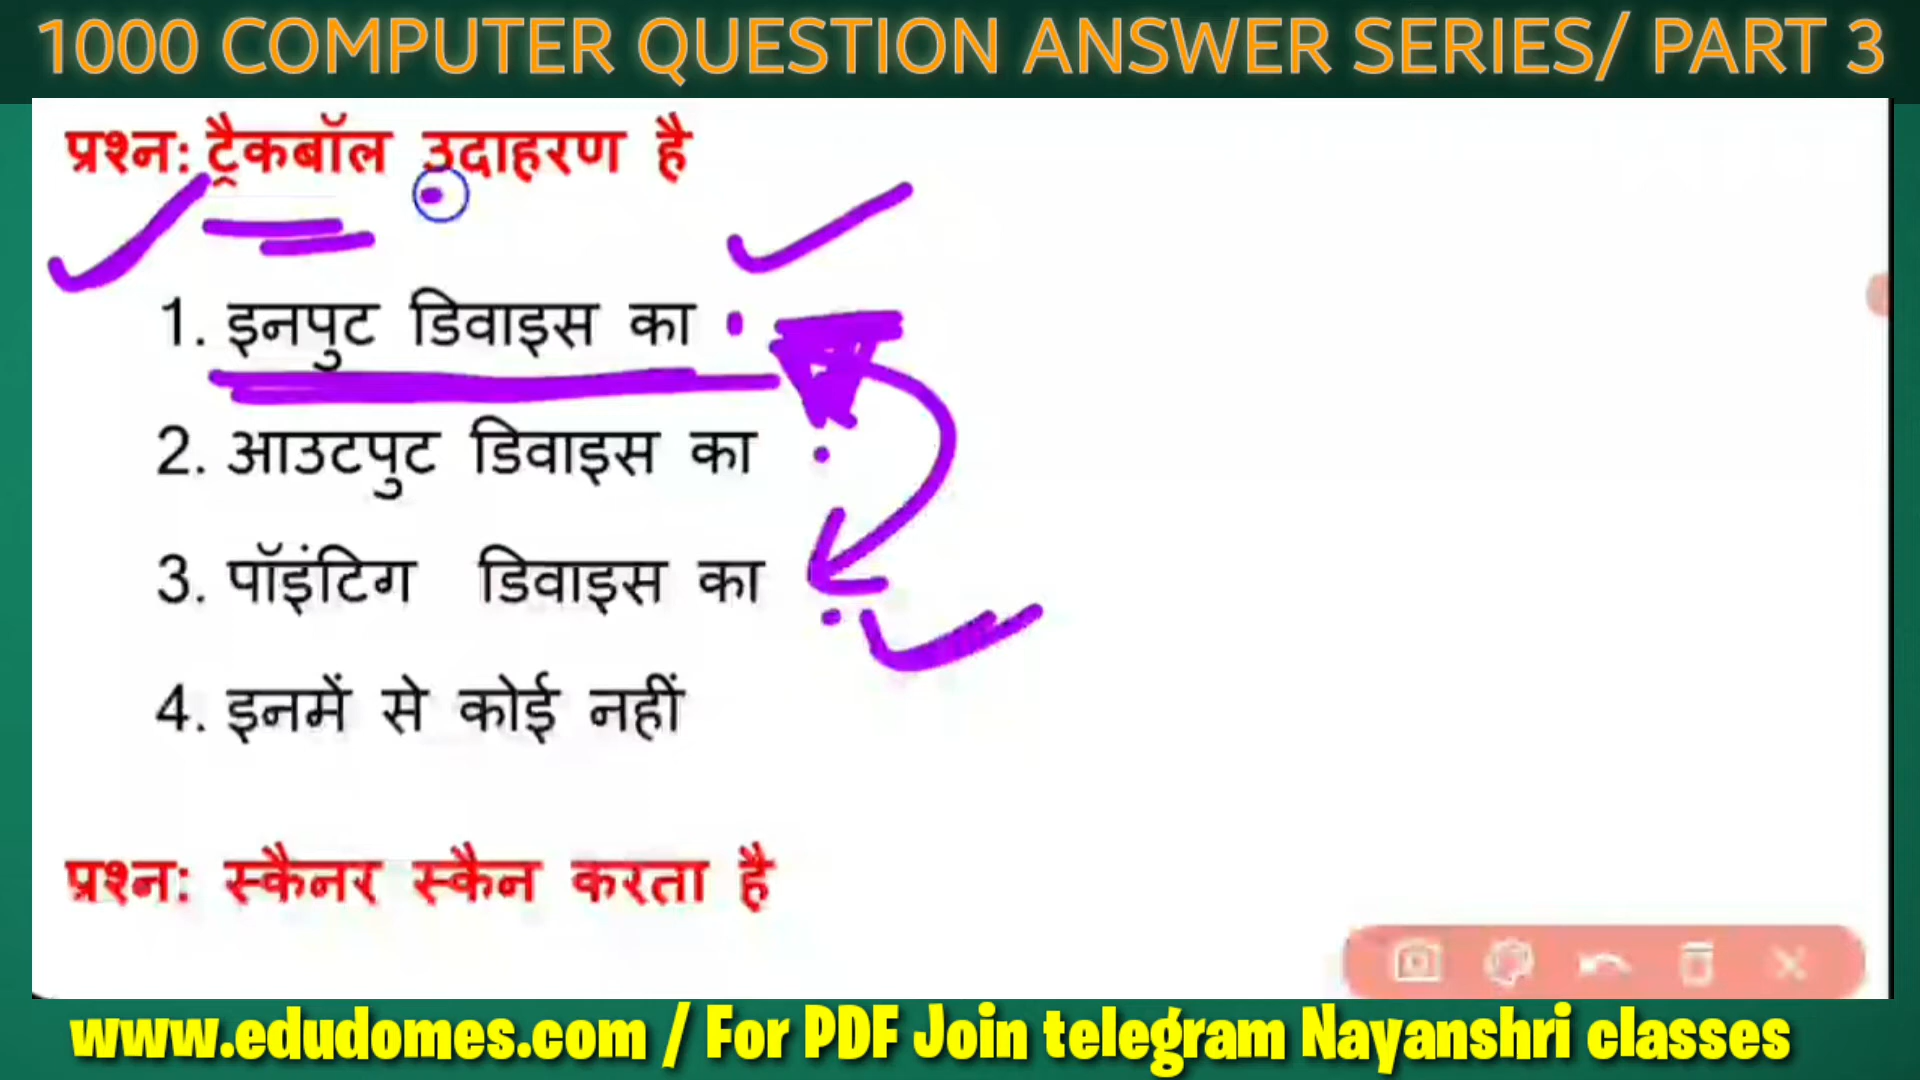 1000 COMPUTER QUESTION ANSWER SERIES/ PART 3
प्रश्न: ट्रैकबॉल उदाहरण है
1. इनपुट डिवाइस का
2. आउटपुट डिवाइस का
3. पॉइंटिग डिवाइस का
4. इनमें से कोई नहीं
प्रश्न: स्कैनर स्कैन करता है
www.edudomes.com / For PDF Join telegram Nayanshri classes